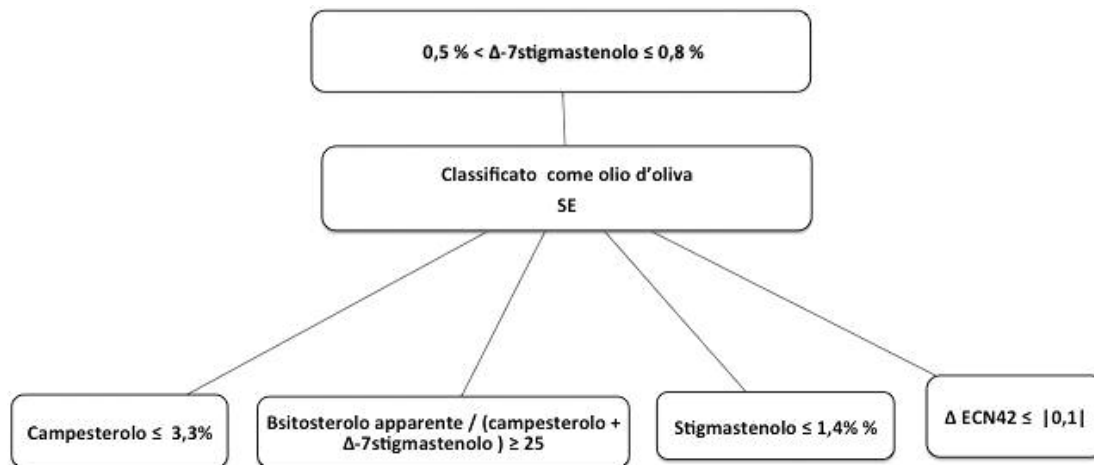 0,5 % < Δ-7stigmastenolo ≤ 0,8 %
Classificato come olio d’oliva
SE
Campesterolo ≤ 3,3%
Bsitosterolo apparente / (campesterolo +
Δ-7stigmastenolo ) ≥ 25
Stigmastenolo ≤ 1,4% %
Δ ECN42 ≤ |0,1|